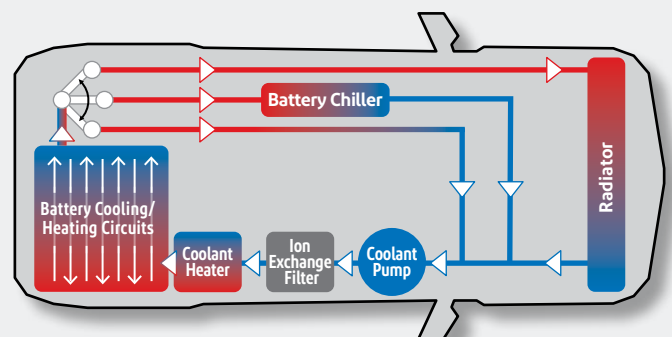 Battery Chiller
Radiator
Battery Cooling/
Heating Circuits
Coolant
Heater
Ion
Exchange
Filter
Coolant
Pump